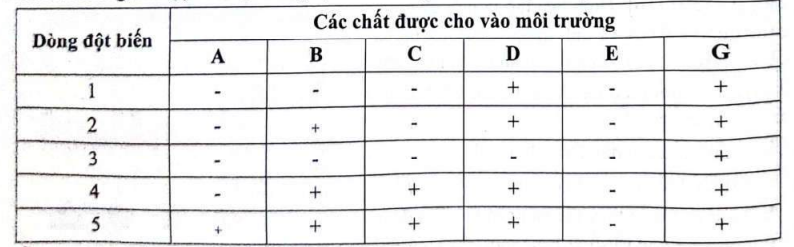 Các chất được cho vào môi trường
Dòng đột biến
A B C D E G
1 - - - + - +
2 - + - + - +
3 - - - - - +
4 - + + + - +
5 + + + + - +